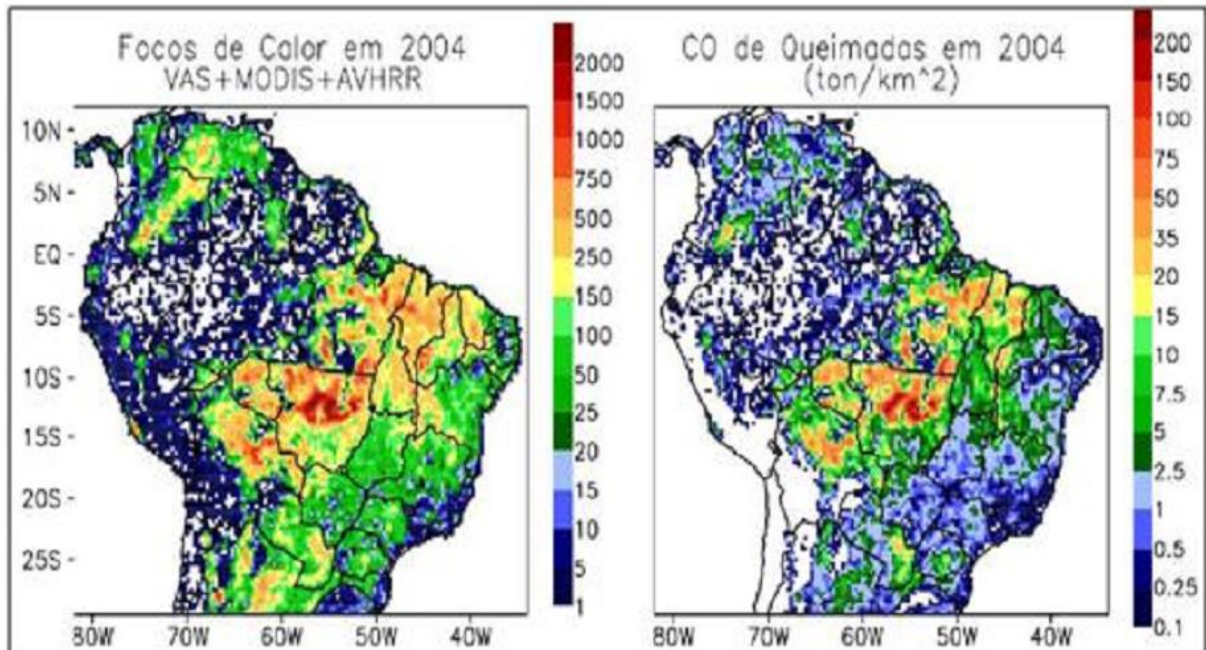 Focos de Calor em 2004
VAS+MODIS+AVHRR
10N
5N
EQ
5S
10S
15S
20S
25S
80W 70W 60W 50W 40W
2000
1500
1000
750
500
250
150
100
50
25
20
15
10
5
1
CO de Queimadas em 2004
(ton/km^2)
80W 70W 60W 50W 40W
200
150
100
75
50
35
20
15
10
7.5
5
2.5
1
0.5
0.25
0.1